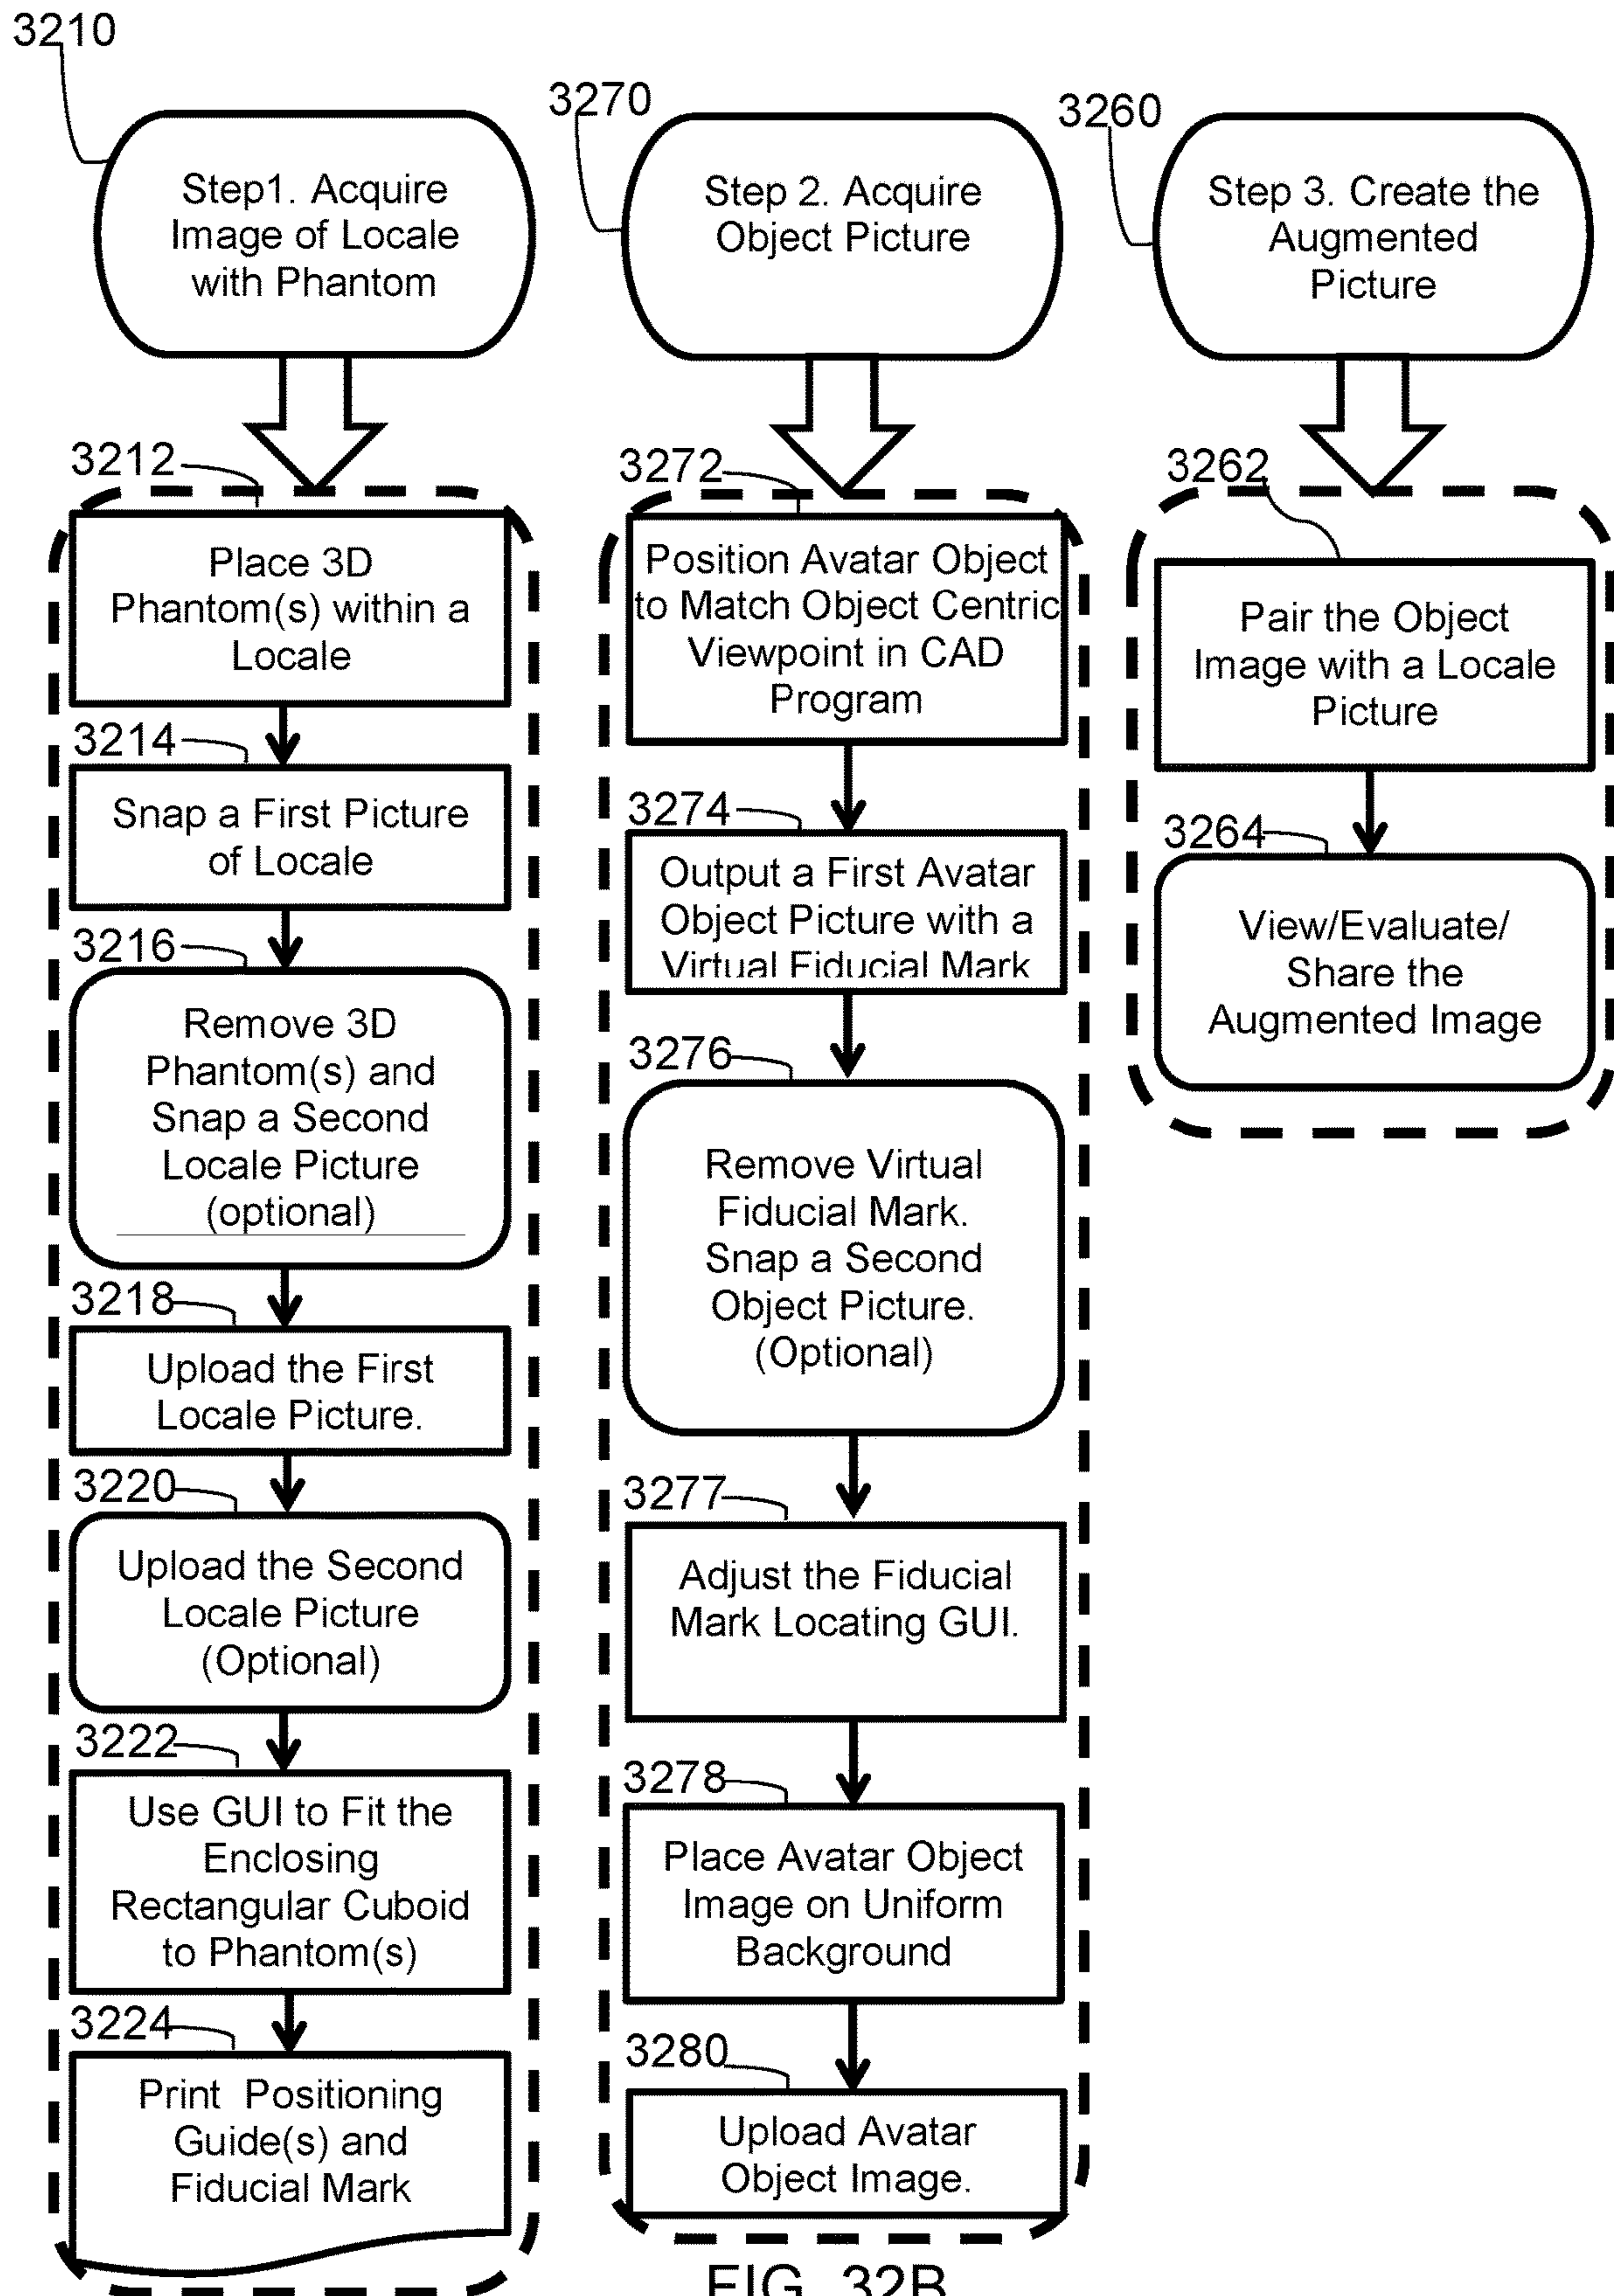 3210
Step1. Acquire
Image of Locale
with Phantom
3212
Place 3D
Phantom(s) within a
Locale
3214
Snap a First Picture
of Locale
3216
Remove 3D
Phantom(s) and
Snap a Second
Locale Picture
(optional)
3218
Upload the First
Locale Picture.
3220
Upload the Second
Locale Picture
(Optional)
3222
Use GUI to Fit the
Enclosing
Rectangular Cuboid
to Phantom(s)
3224
Print Positioning
Guide(s) and
Fiducial Mark
3270
Step 2. Acquire
Object Picture
3272
Position Avatar Object
to Match Object Centric
Viewpoint in CAD
Program
3274
Output a First Avatar
Object Picture with a
Virtual Fiducial Mark
3276
Remove Virtual
Fiducial Mark.
Snap a Second
Object Picture.
(Optional)
3277
Adjust the Fiducial
Mark Locating GUI.
3278
Place Avatar Object
Image on Uniform
Background
3280
Upload Avatar
Object Image.
3260
Step 3. Create the
Augmented
Picture
3262
Pair the Object
Image with a Locale
Picture
3264
View/Evaluate/
Share the
Augmented Image
FIG. 32B